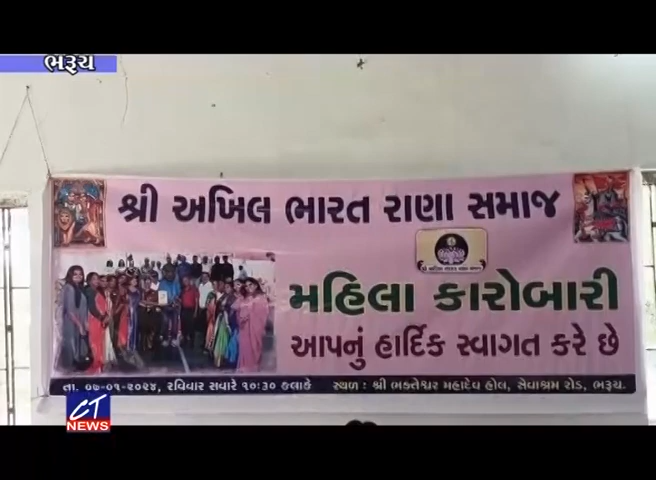 ભરૂચ
શ્રી અખિલ ભારત રાણા સમાજ
મહિલા કારોબારી
આપનું હાર્દિક સ્વાગત કરે છે
તા. ૦૭-૦૧-૨૦૨૪, રવિવાર સવારે ૧૦:૩૦ કલાકે સ્થળ : શ્રી ભક્તેશ્વર મહાદેવ હોલ, સેવાશ્રમ રોડ, ભરૂચ.
CT
NEWS